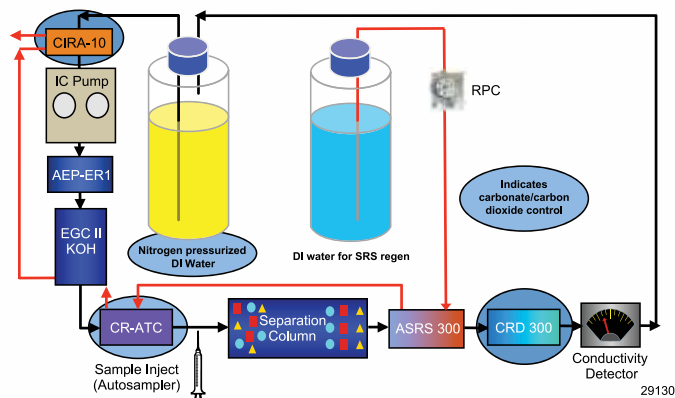 CIRA-10
IC Pump
RPC
AEP-ER1
Indicates
carbonate/carbon
dioxide control
EGC II
KOH
Nitrogen pressurized
DI Water
DI water for SRS regen
CR-ATC
Separation
Column
ASRS 300
CRD 300
Sample Inject
(Autosampler)
Conductivity
Detector
29130